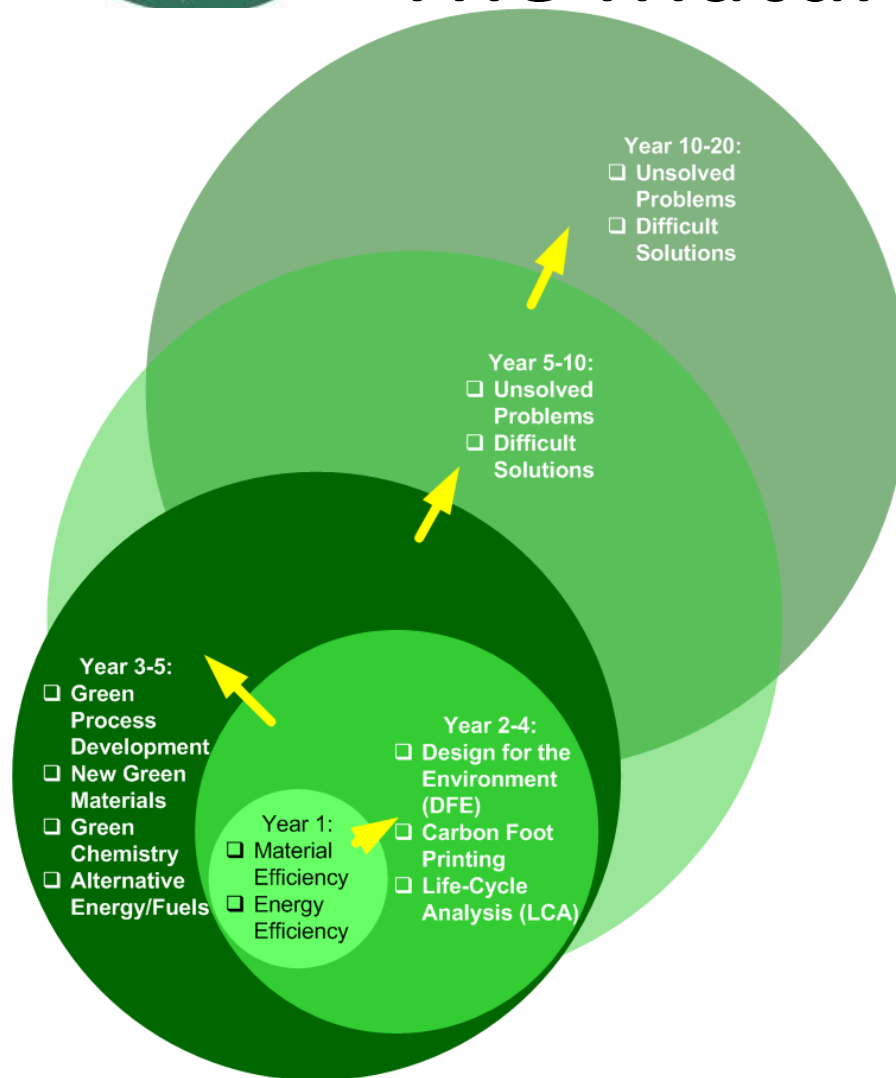 Year 10-20:
❑ Unsolved
Problems
❑ Difficult
Solutions
Year 5-10:
❑ Unsolved
Problems
❑ Difficult
Solutions
Year 3-5:
❑ Green
Process
Development
❑ New Green
Materials
❑ Green
Chemistry
❑ Alternative
Energy/Fuels
Year 2-4:
❑ Design for the
Environment
(DFE)
❑ Carbon Foot
Printing
❑ Life-Cycle
Analysis (LCA)
Year 1:
❑ Material
Efficiency
❑ Energy
Efficiency